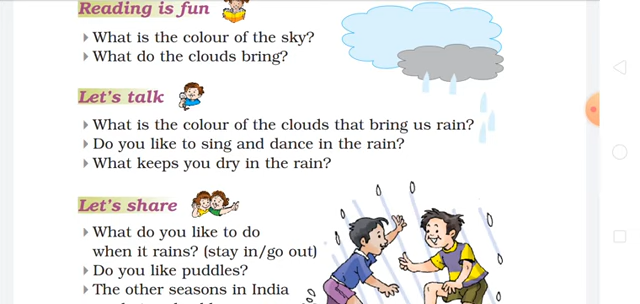 Reading is fun
What is the colour of the sky?
What do the clouds bring?
Let's talk
What is the colour of the clouds that bring us rain?
Do you like to sing and dance in the rain?
What keeps you dry in the rain?
Let's share
What do you like to do
when it rains? (stay in/go out)
Do you like puddles?
The other seasons in India